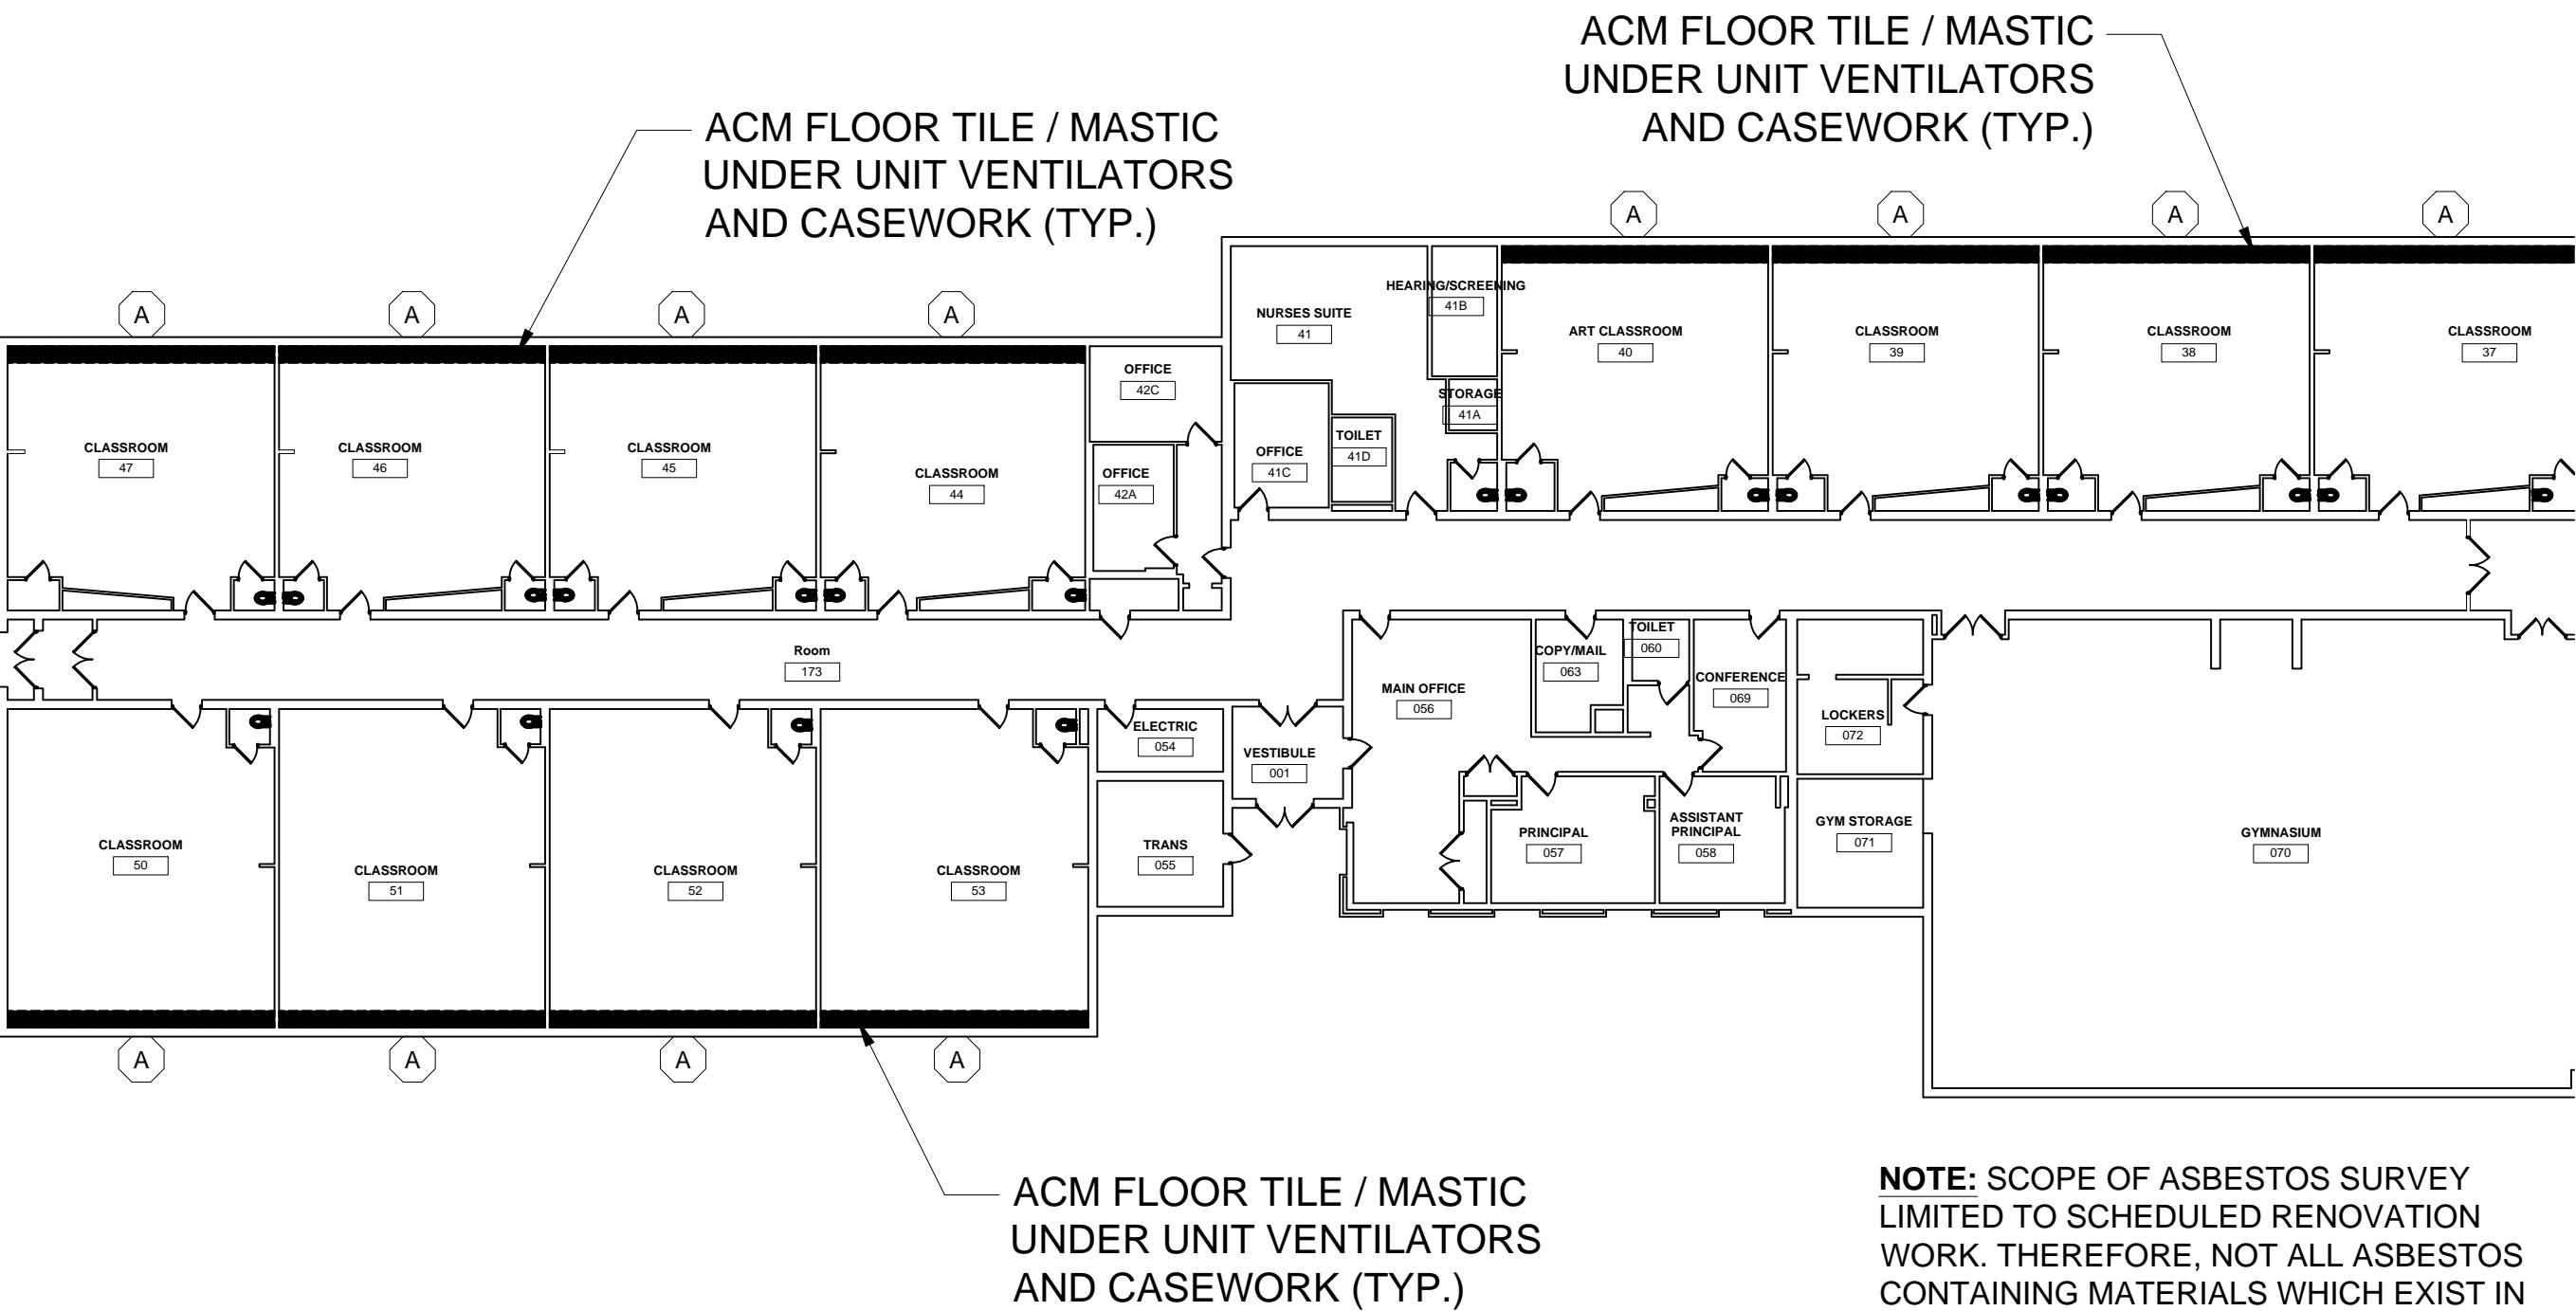 ACM FLOOR TILE / MASTIC
UNDER UNIT VENTILATORS
AND CASEWORK (TYP.)
ACM FLOOR TILE / MASTIC
UNDER UNIT VENTILATORS
AND CASEWORK (TYP.)
A
A
A
A
A
A
A
A
HEARING/SCREENING
41B
NURSES SUITE
41
ART CLASSROOM
40
CLASSROOM
39
CLASSROOM
38
CLASSROOM
37
OFFICE
42C
STORAGE
41A
CLASSROOM
47
CLASSROOM
46
CLASSROOM
45
CLASSROOM
44
OFFICE
42A
OFFICE
41C
TOILET
41D
Room
173
MAIN OFFICE
056
COPY/MAIL
063
TOILET
060
CONFERENCE
069
LOCKERS
072
ELECTRIC
054
VESTIBULE
001
CLASSROOM
50
CLASSROOM
51
CLASSROOM
52
CLASSROOM
53
TRANS
055
PRINCIPAL
057
ASSISTANT
PRINCIPAL
058
GYM STORAGE
071
GYMNASIUM
070
A
A
A
A
ACM FLOOR TILE / MASTIC
UNDER UNIT VENTILATORS
AND CASEWORK (TYP.)
NOTE: SCOPE OF ASBESTOS SURVEY
LIMITED TO SCHEDULED RENOVATION
WORK. THEREFORE, NOT ALL ASBESTOS
CONTAINING MATERIALS WHICH EXIST IN